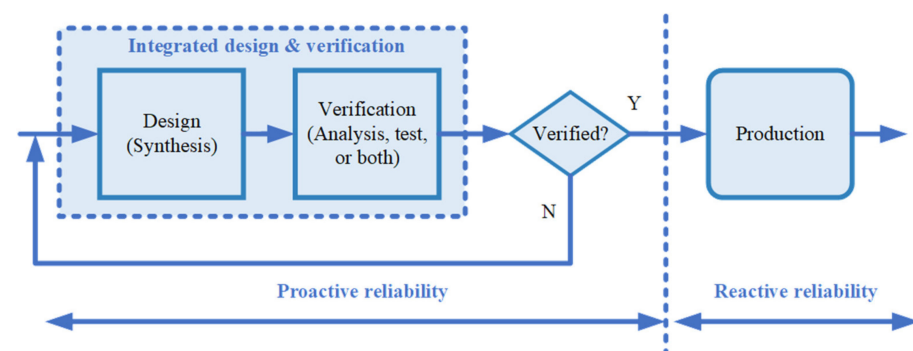 Integrated design & verification
Design
(Synthesis)
Verification
(Analysis, test,
or both)
Verified?
Y
N
Production
Proactive reliability
Reactive reliability